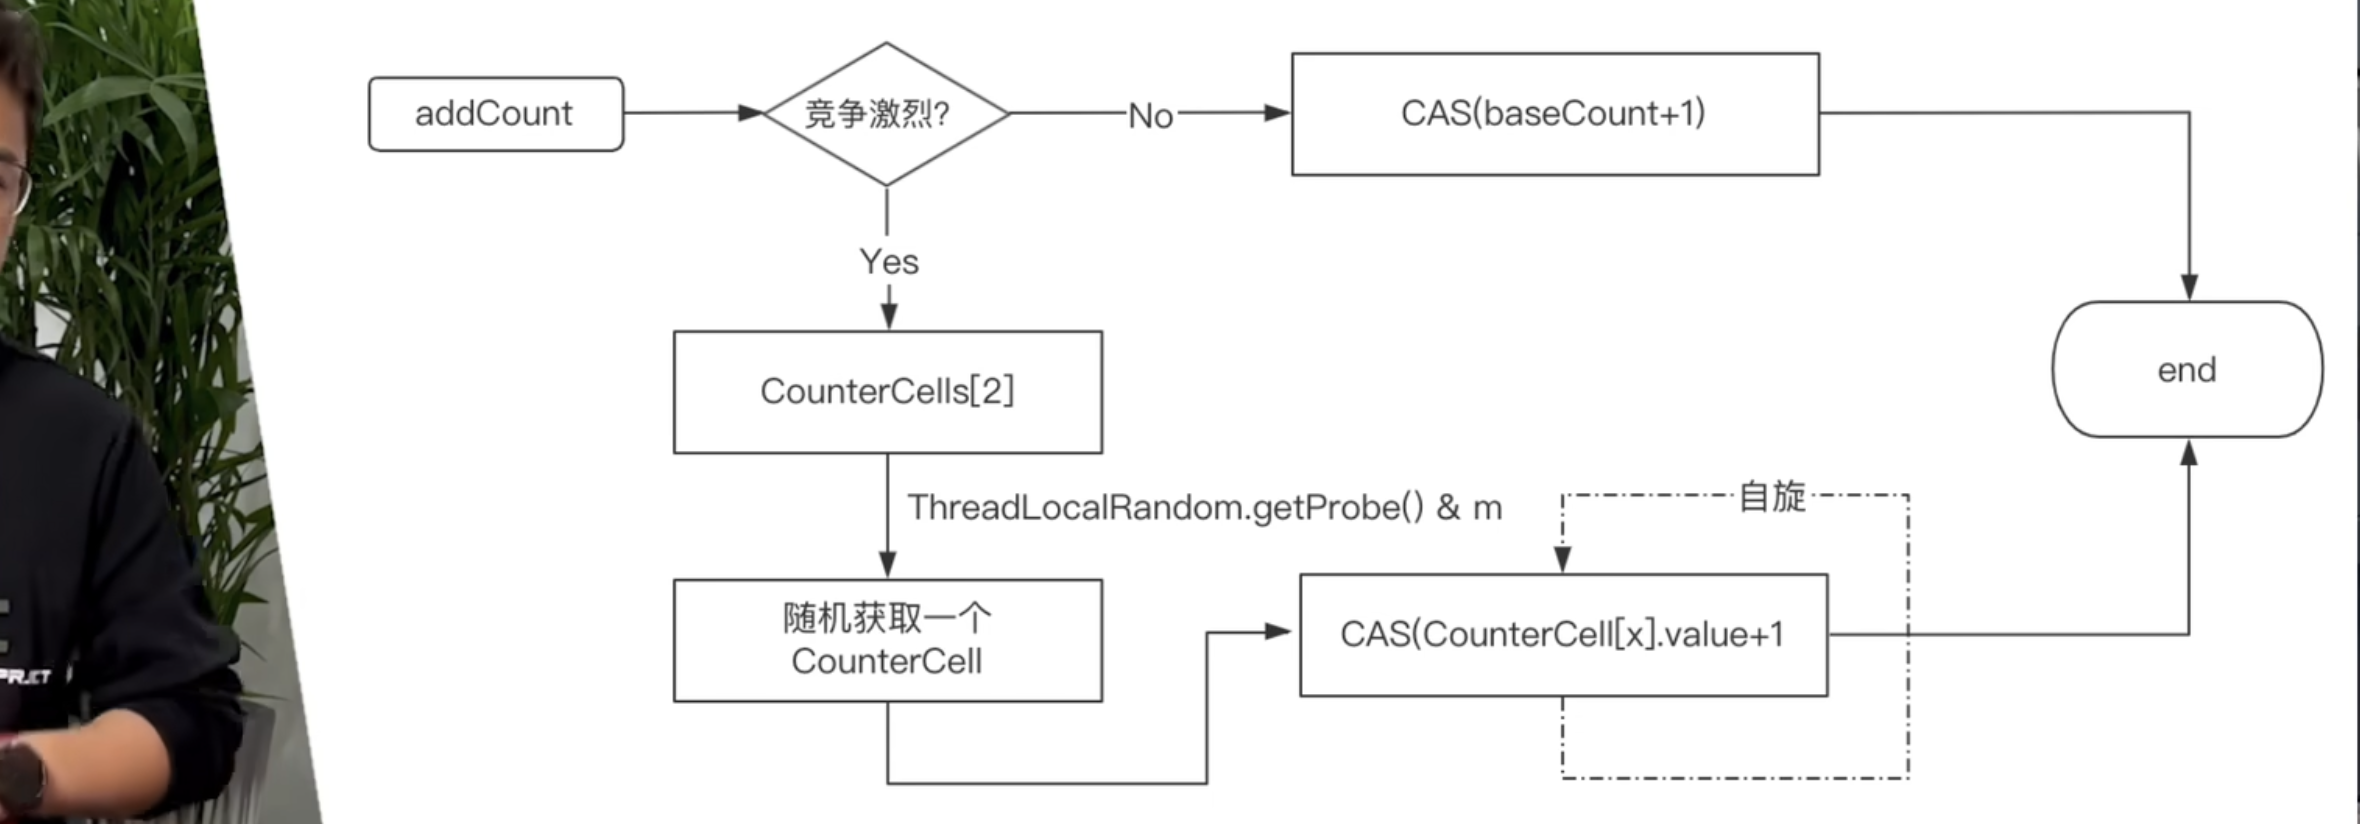 addCount
竞争激烈?
No
CAS(baseCount+1)
Yes
CounterCells[2]
end
ThreadLocalRandom.getProbe() & m
自旋
随机获取一个
CounterCell
CAS(CounterCell[x].value+1